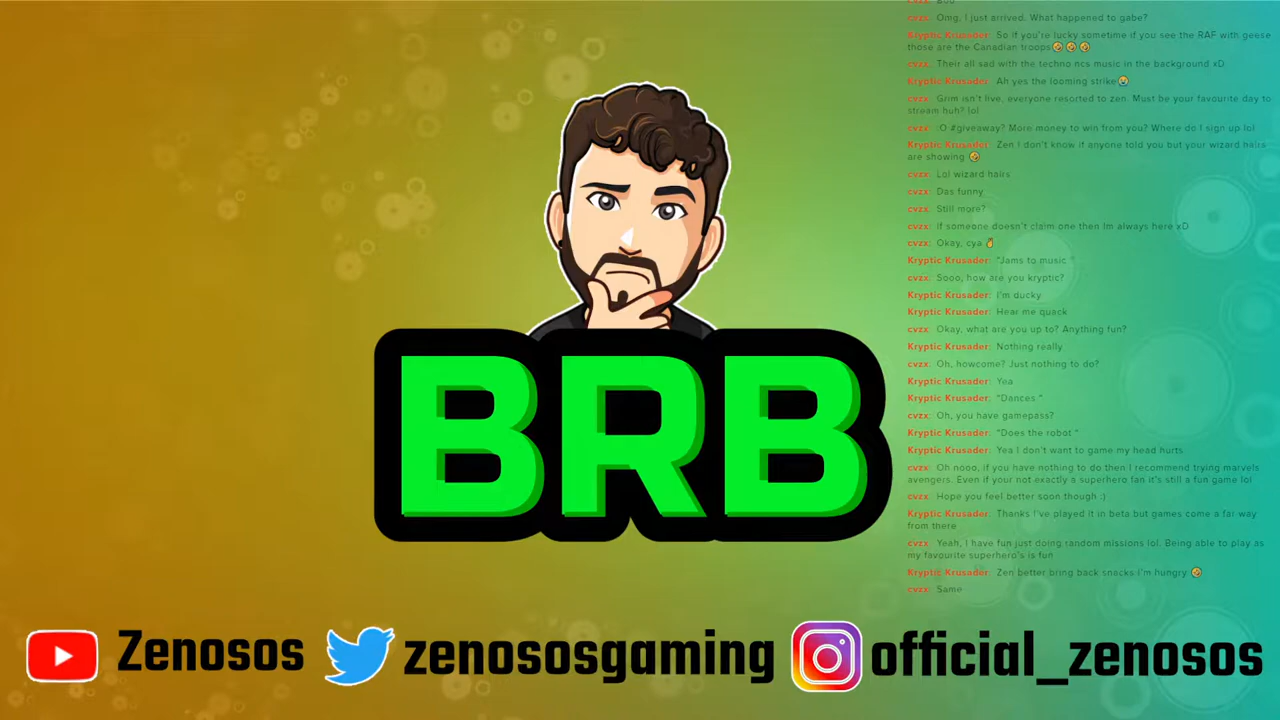 cvzx: Boo
cvzx: Omg, I just arrived. What happened to gabe?
Kryptic Krusader: So if you're lucky sometime if you see the RAF with geese
those are the Canadian troops🤣🤣🤣
cvzx: Their all sad with the techno ncs music in the background xD
Kryptic Krusader: Ah yes the looming strike😭
cvzx: Grim isn't live, everyone resorted to zen. Must be your favourite day to
stream huh? lol
cvzx: :O #giveaway? More money to win from you? Where do I sign up lol
Kryptic Krusader: Zen I don't know if anyone told you but your wizard hairs
are showing 🤣
cvzx: Lol wizard hairs
cvzx: Das funny
cvzx: Still more?
cvzx: If someone doesn't claim one then Im always here xD
cvzx: Okay, cya ✌
Kryptic Krusader: "Jams to music "
cvzx: Sooo, how are you kryptic?
Kryptic Krusader: I'm ducky
Kryptic Krusader: Hear me quack
cvzx: Okay, what are you up to? Anything fun?
Kryptic Krusader: Nothing really
cvzx: Oh, howcome? Just nothing to do?
Kryptic Krusader: Yea
Kryptic Krusader: "Dances "
cvzx: Oh, you have gamepass?
Kryptic Krusader: "Does the robot "
Kryptic Krusader: Yea I don't want to game my head hurts
cvzx: Oh nooo, if you have nothing to do then I recommend trying marvels
avengers. Even if your not exactly a superhero fan it's still a fun game lol
cvzx: Hope you feel better soon though :)
Kryptic Krusader: Thanks I've played it in beta but games come a far way
from there
cvzx: Yeah, I have fun just doing random missions lol. Being able to play as
my favourite superhero's is fun
Kryptic Krusader: Zen better bring back snacks I'm hungry 🤣
cvzx: Same
BRB
Zenosos zenososgaming official_zenosos